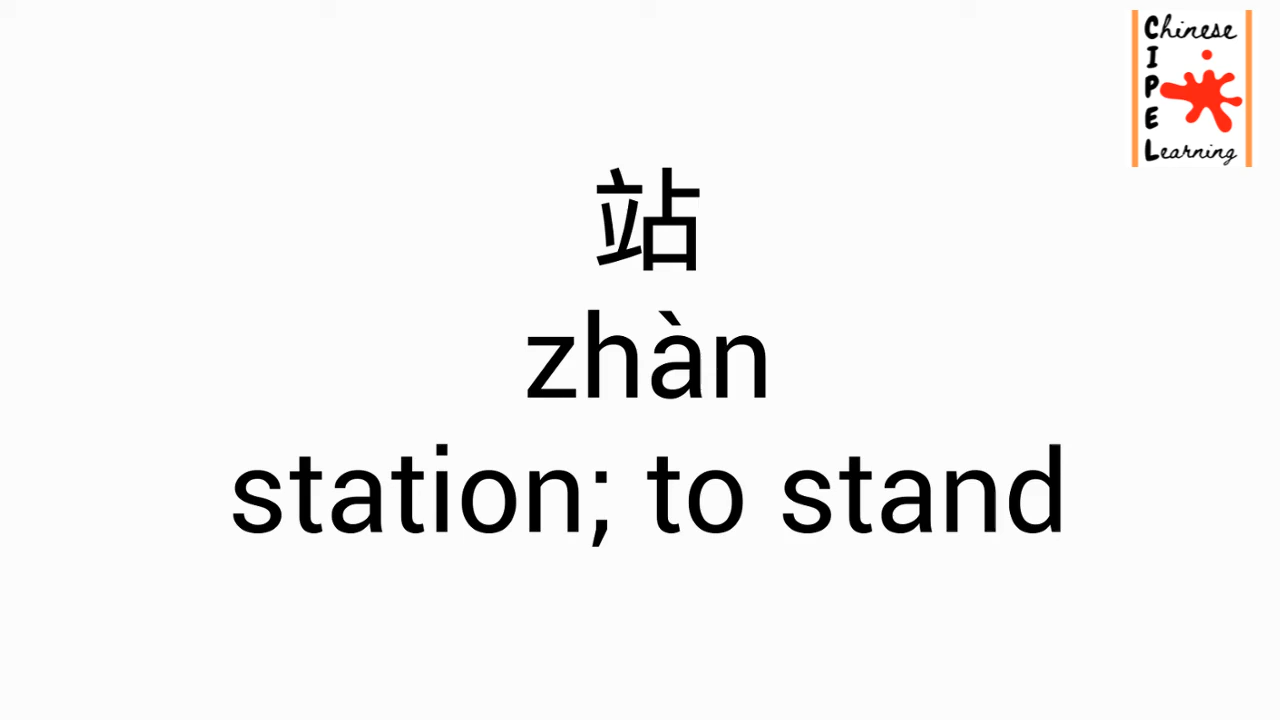 Chinese
I
P
E
Learning
站
zhàn
station; to stand